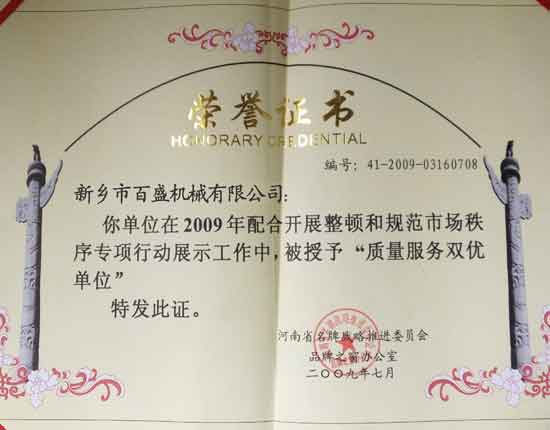 荣誉证书
HONORARY CREDENTIAL
编号：41-2009-03160708
新乡市百盛机械有限公司：
你单位在2009年配合开展整顿和规范市场秩
序专项行动展示工作中，被授予“质量服务双优
单位”
特发此证。
河南省名牌战略推进委员会
品牌之窗办公室
二〇〇九年七月